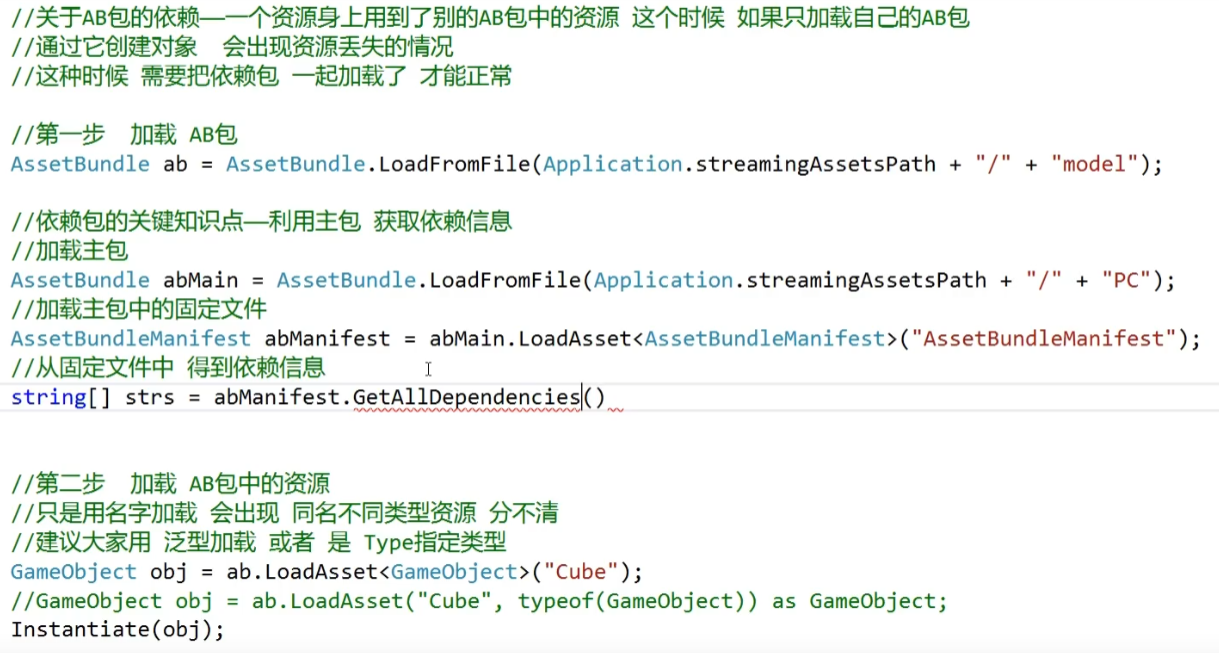 //关于AB包的依赖——一个资源身上用到了别的AB包中的资源 这个时候 如果只加载自己的AB包
//通过它创建对象  会出现资源丢失的情况
//这种时候 需要把依赖包 一起加载了 才能正常
//第一步  加载 AB包
AssetBundle ab = AssetBundle.LoadFromFile(Application.streamingAssetsPath + "/" + "model");
//依赖包的关键知识点——利用主包 获取依赖信息
//加载主包
AssetBundle abMain = AssetBundle.LoadFromFile(Application.streamingAssetsPath + "/" + "PC");
//加载主包中的固定文件
AssetBundleManifest abManifest = abMain.LoadAsset<AssetBundleManifest>("AssetBundleManifest");
//从固定文件中 得到依赖信息
string[] strs = abManifest.GetAllDependencies()
//第二步  加载 AB包中的资源
//只是用名字加载 会出现 同名不同类型资源 分不清
//建议大家用 泛型加载 或者 是 Type指定类型
GameObject obj = ab.LoadAsset<GameObject>("Cube");
//GameObject obj = ab.LoadAsset("Cube", typeof(GameObject)) as GameObject;
Instantiate(obj);